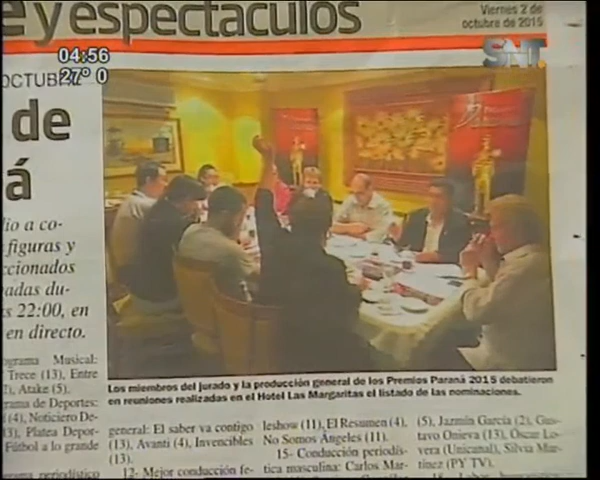 e y espectáculos
Viernes 2 de
octubre de 2015
SNT
04:56
27° 0
OCTUBRE
de
á
dio a co-
figuras y
ccionados
adas du-
s 22:00, en
en directo.
Los miembros del jurado y la producción general de los Premios Paraná 2015 debatieron
en reuniones realizadas en el Hotel Las Margaritas el listado de las nominaciones.
ograma Musical:
Trece (13), Entre
Atake (5).
rama de Deportes:
(4), Noticiero De-
Platea Depor-
Fútbol a lo grande
grama periodístico
general: El saber va contigo
(13), Avanti (4), Invencibles
(13).
12- Mejor conducción fe-
leshow (11), El Resumen (4),
No Somos Ángeles (11).
15- Conducción periodís-
tica masculina: Carlos Mar-
(5), Jazmín García (2), Gus-
tavo Onieva (13), Óscar Lo-
vera (Unicanal), Silvia Mar-
tínez (PY TV).